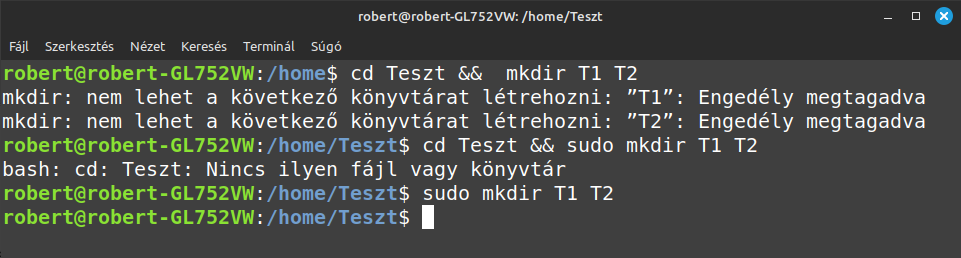 robert@robert-GL752VW: /home/Teszt
Fájl Szerkesztés Nézet Keresés Terminál Súgó
robert@robert-GL752VW:/home$ cd Teszt &&  mkdir T1 T2
mkdir: nem lehet a következő könyvtárat létrehozni: ”T1”: Engedély megtagadva
mkdir: nem lehet a következő könyvtárat létrehozni: ”T2”: Engedély megtagadva
robert@robert-GL752VW:/home/Teszt$ cd Teszt && sudo mkdir T1 T2
bash: cd: Teszt: Nincs ilyen fájl vagy könyvtár
robert@robert-GL752VW:/home/Teszt$ sudo mkdir T1 T2
robert@robert-GL752VW:/home/Teszt$